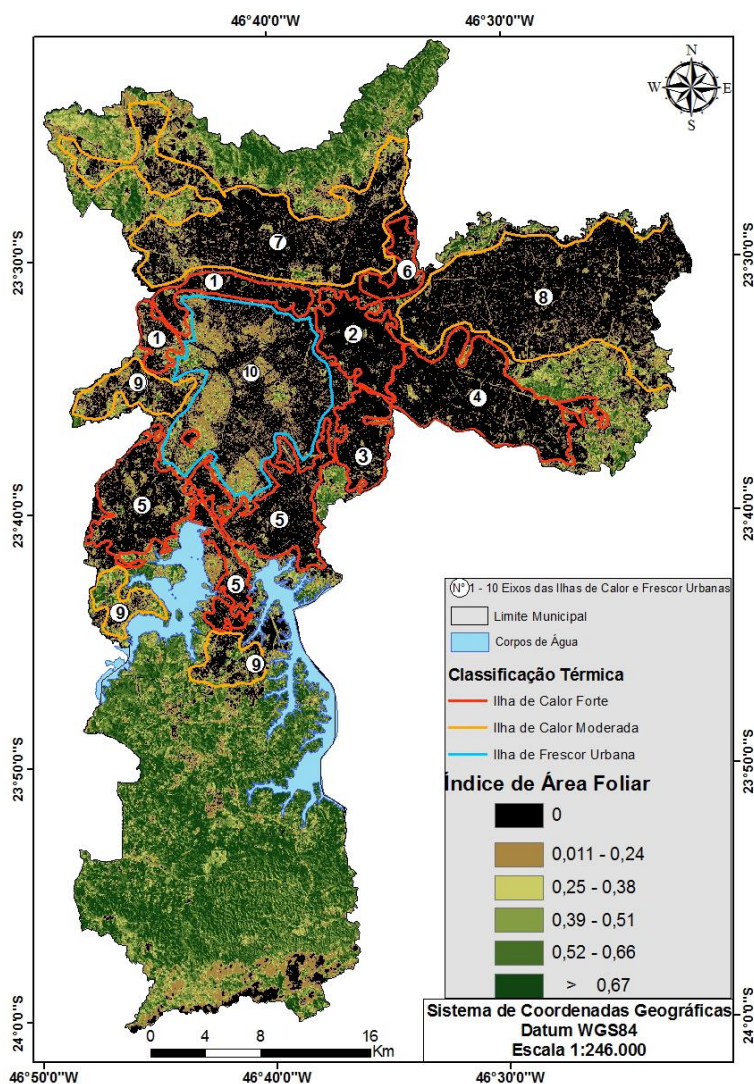 46°40'0"W 46°30'0"W
N
W E
S
23°30'0"S 23°30'0"S
7
6
1
8
2
1
10
9
4
3
5
5
23°40'0"S 23°40'0"S
5
9
9
Nº 1 - 10 Eixos das Ilhas de Calor e Frescor Urbanas
Limite Municipal
Corpos de Água
Classificação Térmica
Ilha de Calor Forte
Ilha de Calor Moderada
Ilha de Frescor Urbana
23°50'0"S 23°50'0"S
Índice de Área Foliar
0
0,011 - 0,24
0,25 - 0,38
0,39 - 0,51
0,52 - 0,66
> 0,67
24°0'0"S 24°0'0"S
Sistema de Coordenadas Geográficas
Datum WGS84
Escala 1:246.000
0 4 8 16
Km
46°50'0"W 46°40'0"W 46°30'0"W